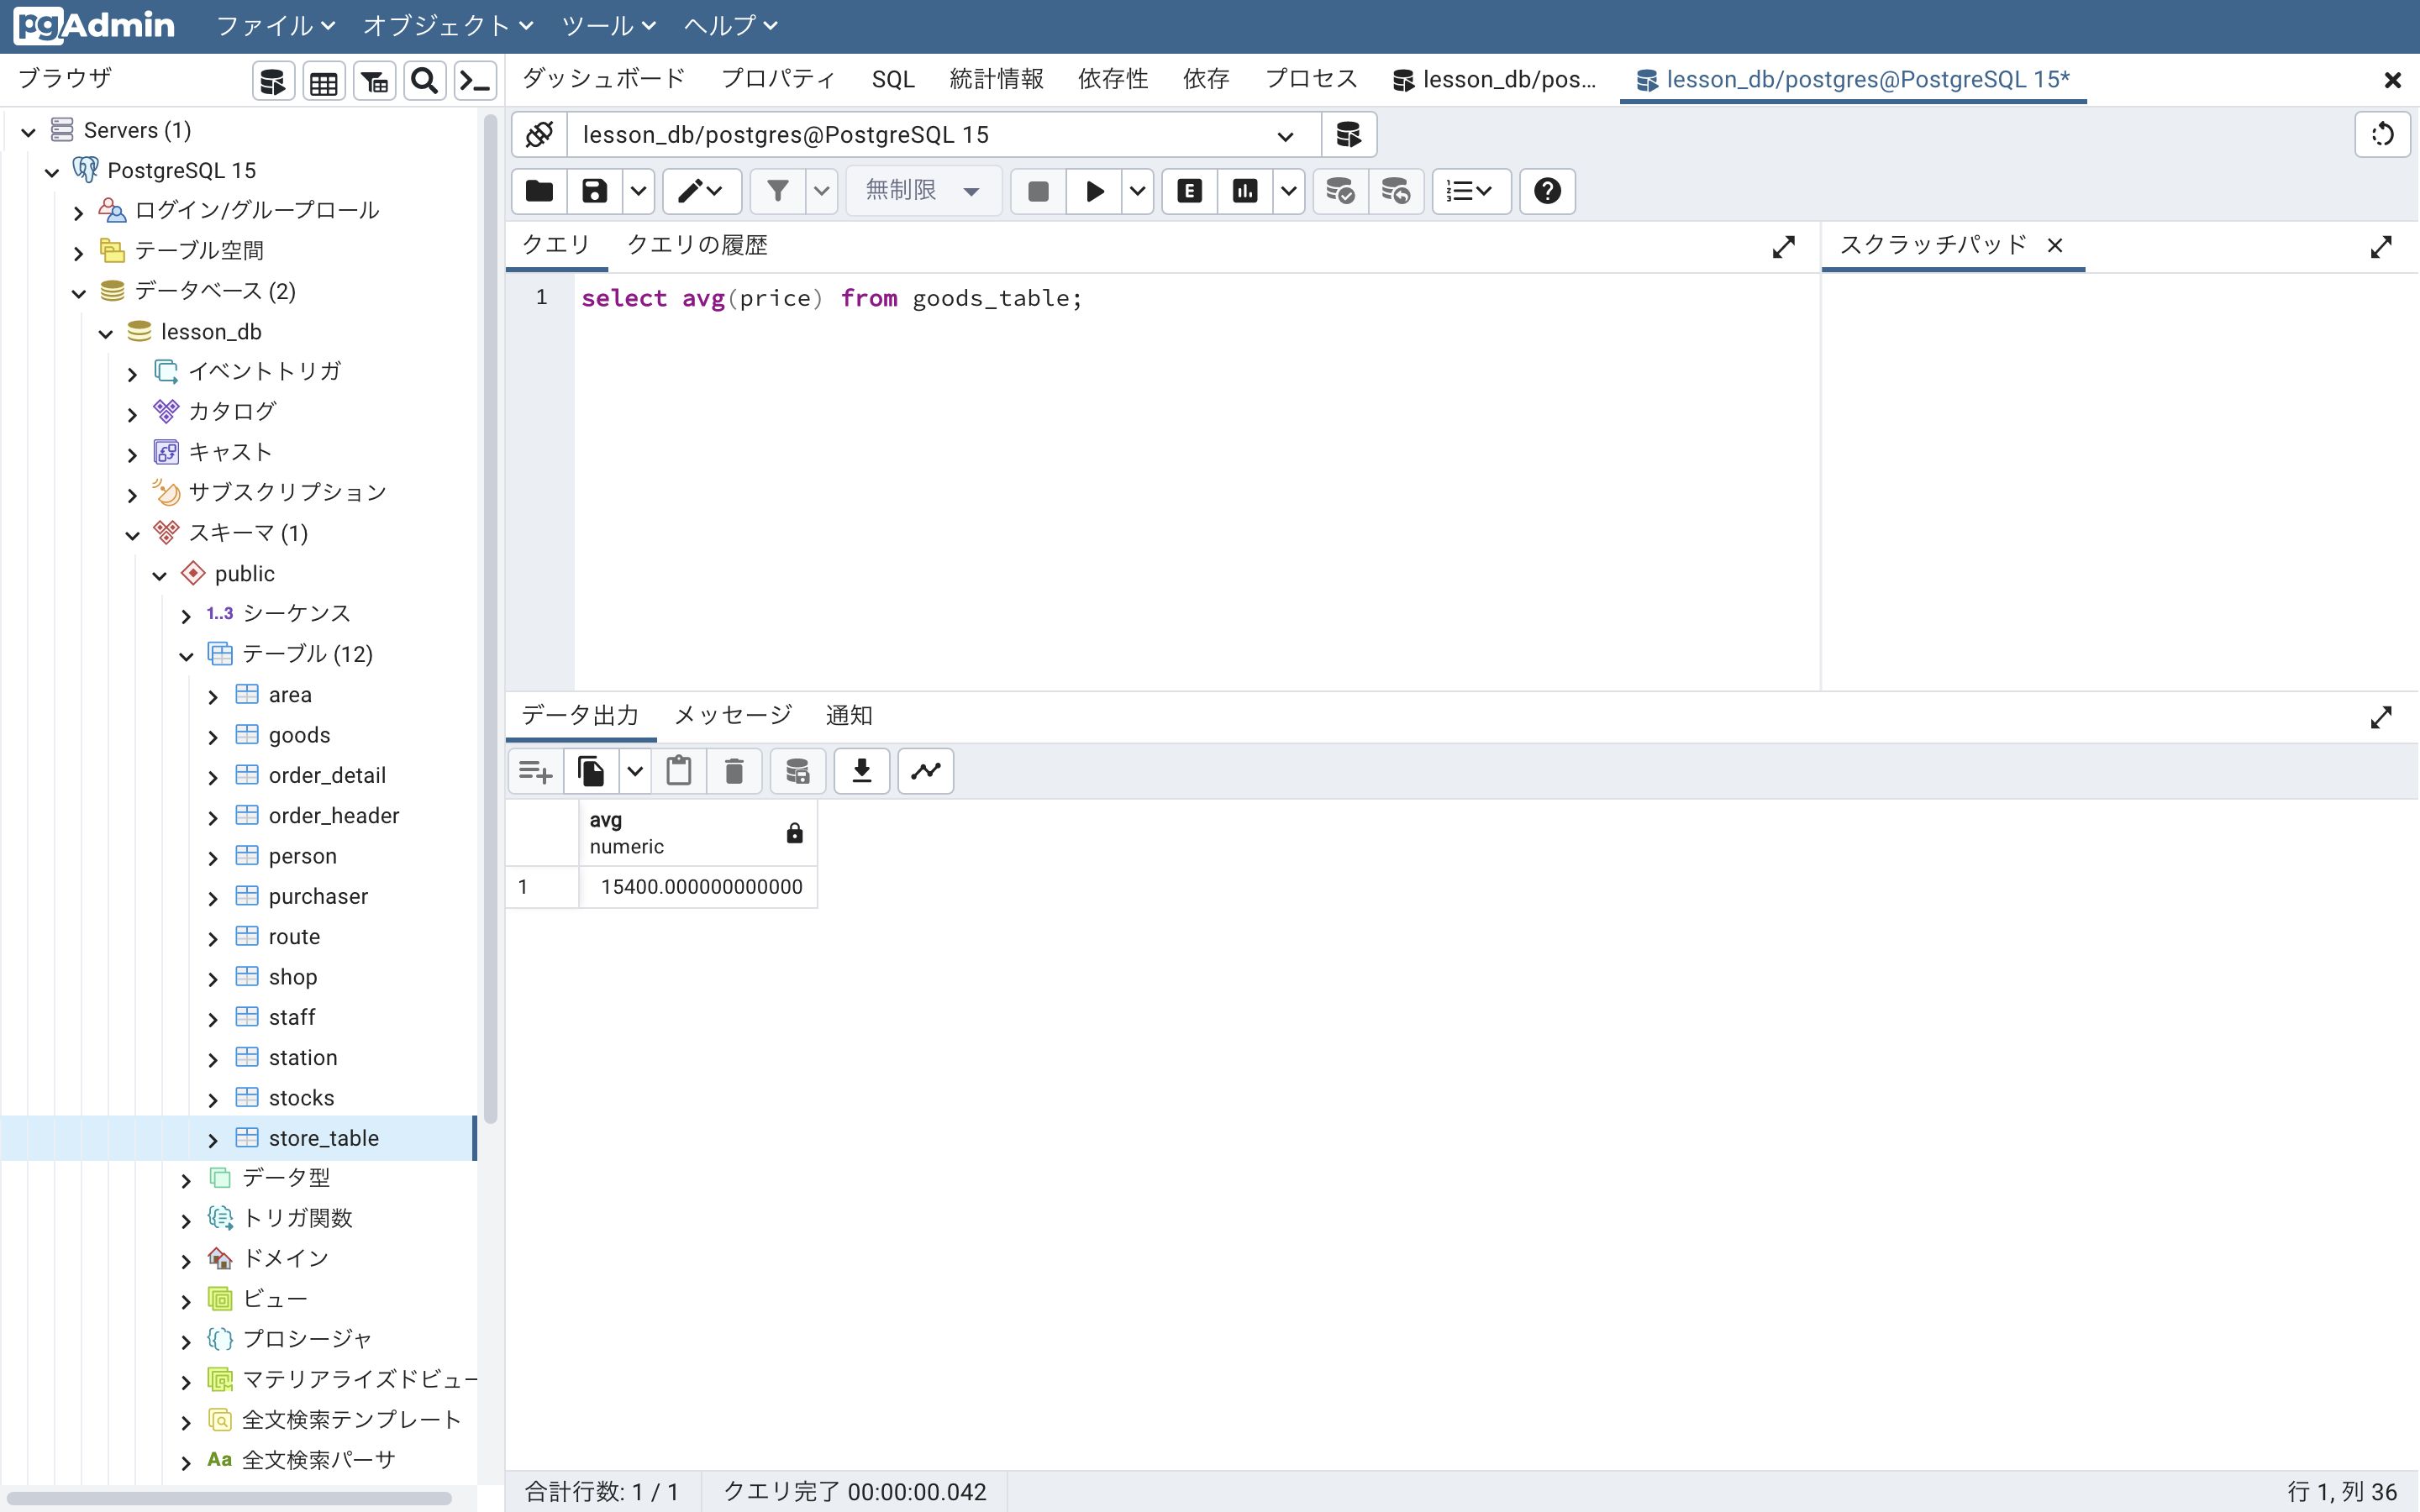 pgAdmin ファイル オブジェクト ツール ヘルプ
ブラウザ
ダッシュボード プロパティ SQL 統計情報 依存性 依存 プロセス lesson_db/pos... lesson_db/postgres@PostgreSQL 15*
Servers (1)
PostgreSQL 15
ログイン/グループロール
テーブル空間
データベース (2)
lesson_db
イベントトリガ
カタログ
キャスト
サブスクリプション
スキーマ (1)
public
1..3 シーケンス
テーブル (12)
area
goods
order_detail
order_header
person
purchaser
route
shop
staff
station
stocks
store_table
データ型
トリガ関数
ドメイン
ビュー
プロシージャ
マテリアライズドビュー
全文検索テンプレート
Aa 全文検索パーサ
lesson_db/postgres@PostgreSQL 15
無制限
E
クエリ クエリの履歴
スクラッチパッド
1 select avg(price) from goods_table;
データ出力 メッセージ 通知
avg
numeric
1 15400.000000000000
合計行数: 1 / 1 クエリ完了 00:00:00.042 行 1, 列 36